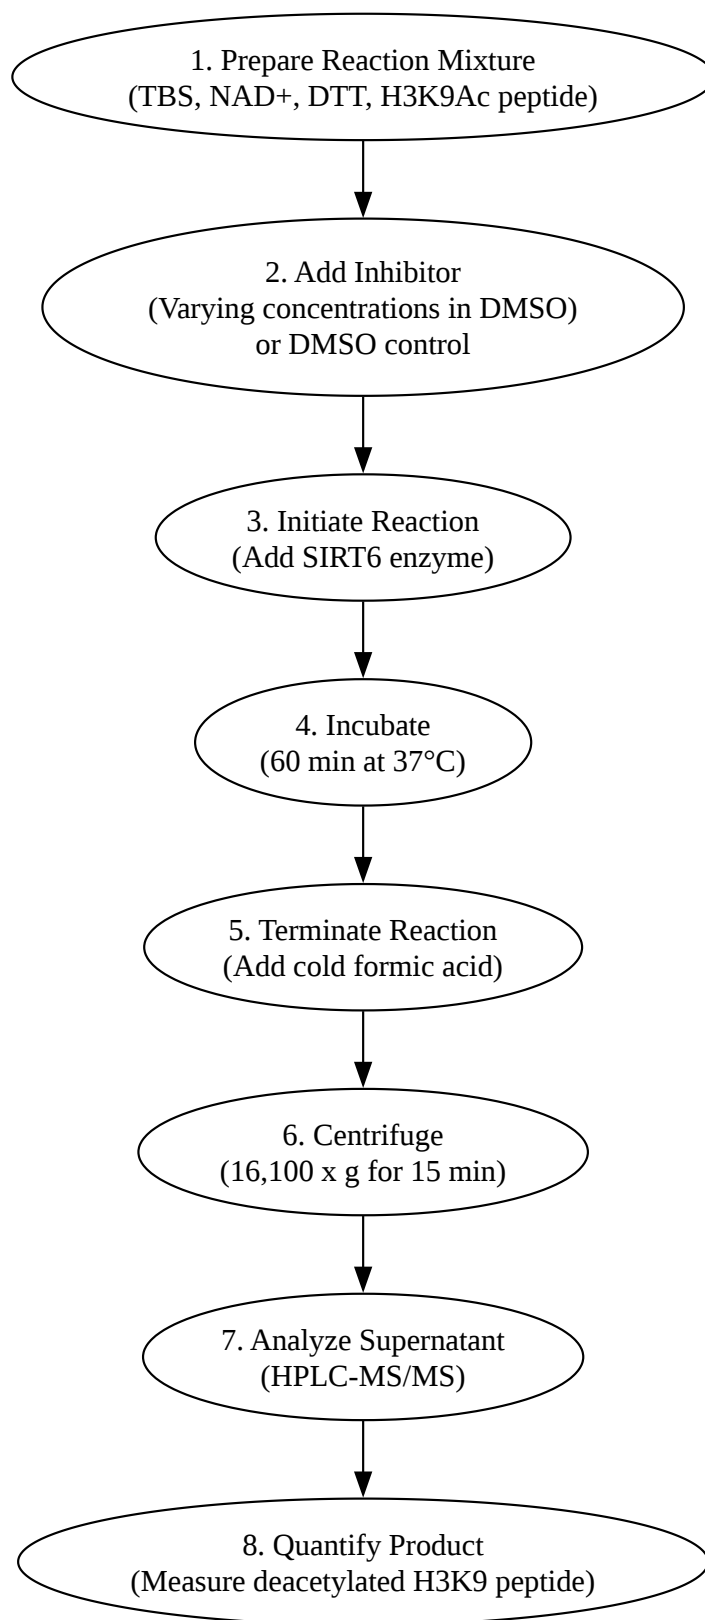 1. Prepare Reaction Mixture
(TBS, NAD+, DTT, H3K9Ac peptide)
2. Add Inhibitor
(Varying concentrations in DMSO)
or DMSO control
3. Initiate Reaction
(Add SIRT6 enzyme)
4. Incubate
(60 min at 37°C)
5. Terminate Reaction
(Add cold formic acid)
6. Centrifuge
(16,100 x g for 15 min)
7. Analyze Supernatant
(HPLC-MS/MS)
8. Quantify Product
(Measure deacetylated H3K9 peptide)